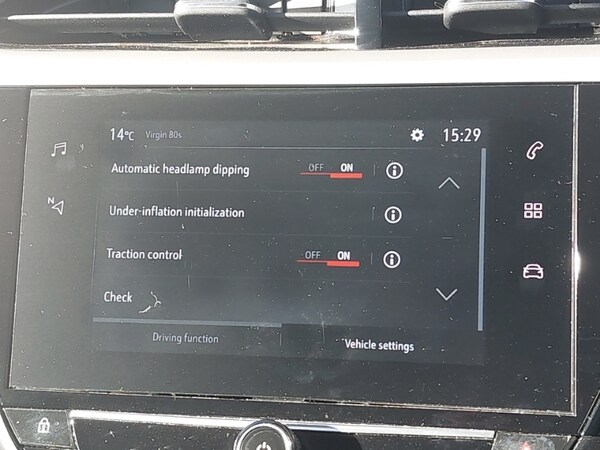 14°C Virgin 80s 15:29
N
Automatic headlamp dipping OFF ON
Under-inflation initialization
Traction control OFF ON
Check
Driving function Vehicle settings